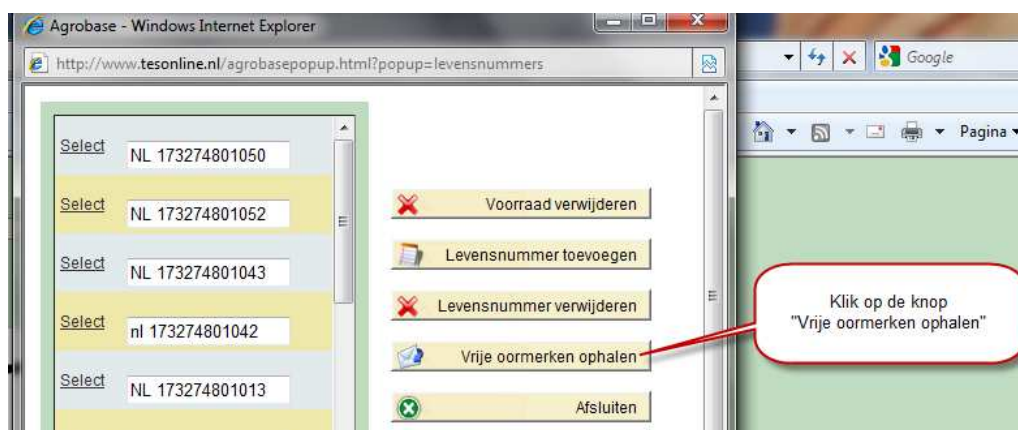 Agrobase - Windows Internet Explorer
http://www.tesonline.nl/agrobasepopup.html?popup=levensnummers
Google
Pagina
Select NL 173274801050
Select NL 173274801052
Select NL 173274801043
Select nl 173274801042
Select NL 173274801013
Voorraad verwijderen
Levensnummer toevoegen
Levensnummer verwijderen
Vrije oormerken ophalen
Afsluiten
Klik op de knop
"Vrije oormerken ophalen"